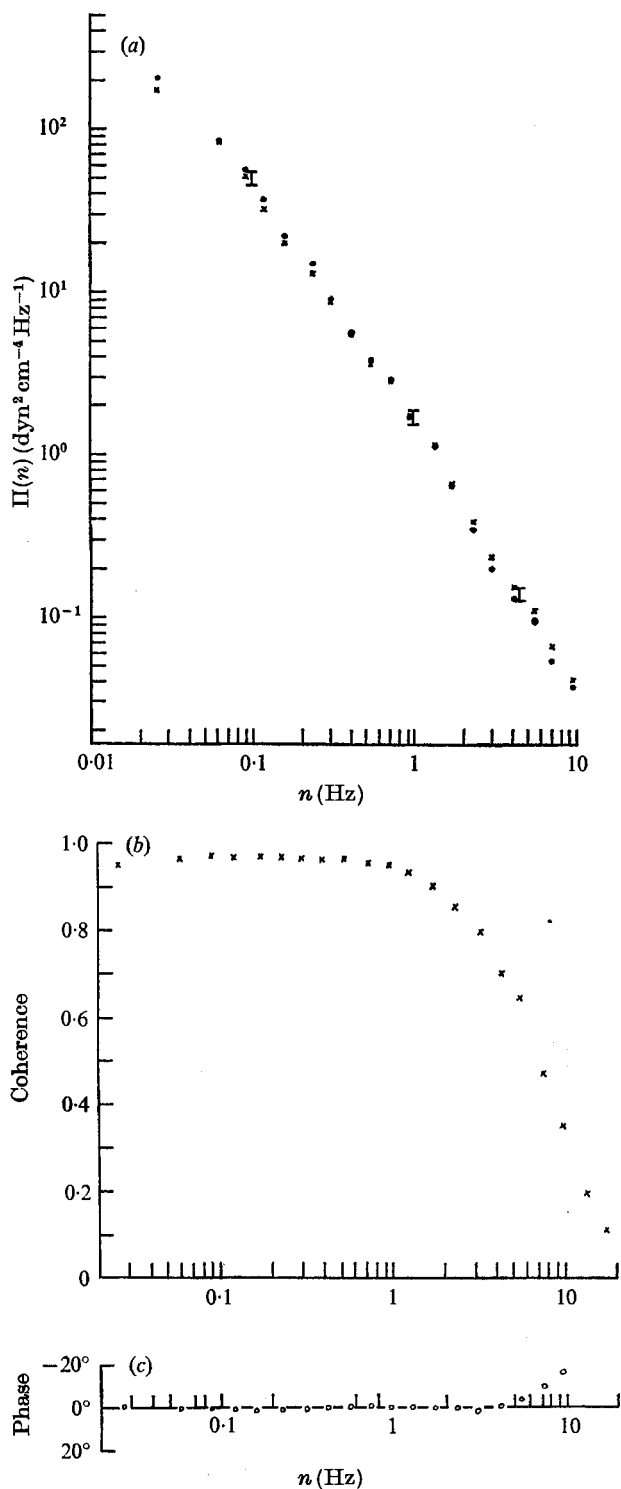 (a)
10²
10¹
10⁰
10⁻¹
Π(n) (dyn² cm⁻⁴ Hz⁻¹)
0·01 0·1 1 10
n (Hz)
(b)
1·0
0·8
0·6
0·4
0·2
0
Coherence
0·1 1 10
(c)
−20°
0°
20°
Phase
0·1 1 10
n (Hz)